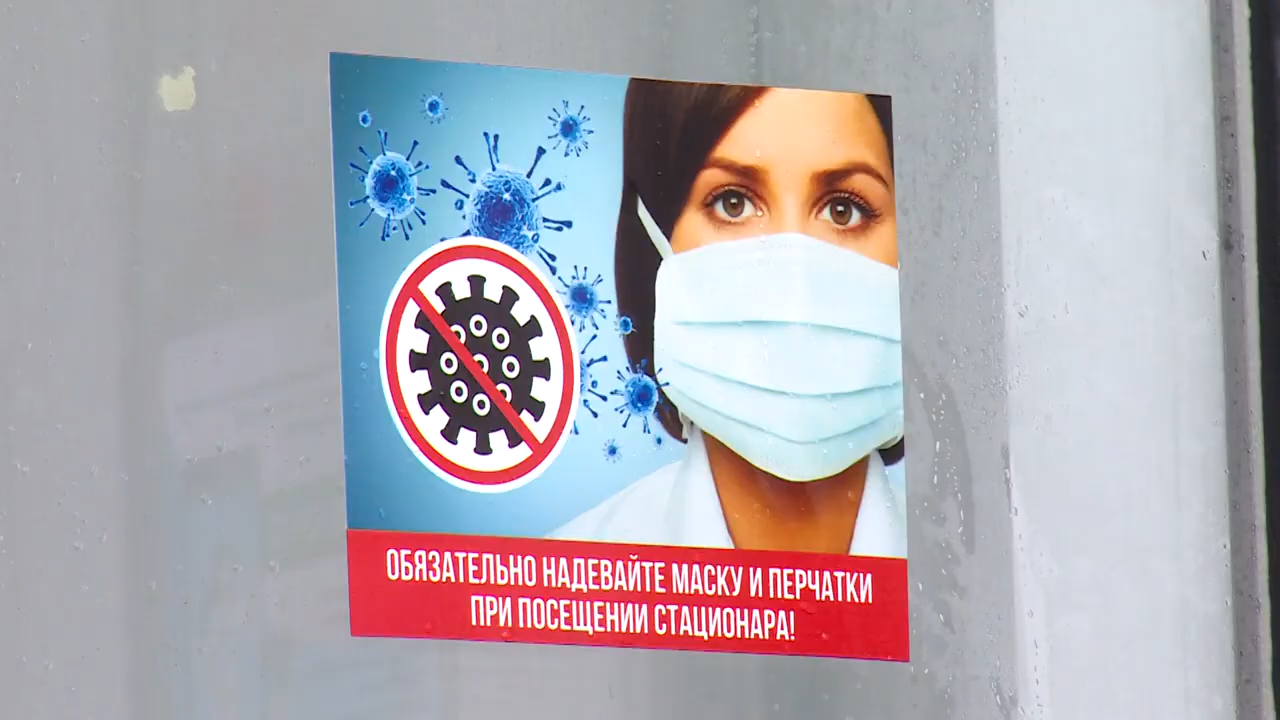 ОБЯЗАТЕЛЬНО НАДЕВАЙТЕ МАСКУ И ПЕРЧАТКИ
ПРИ ПОСЕЩЕНИИ СТАЦИОНАРА!